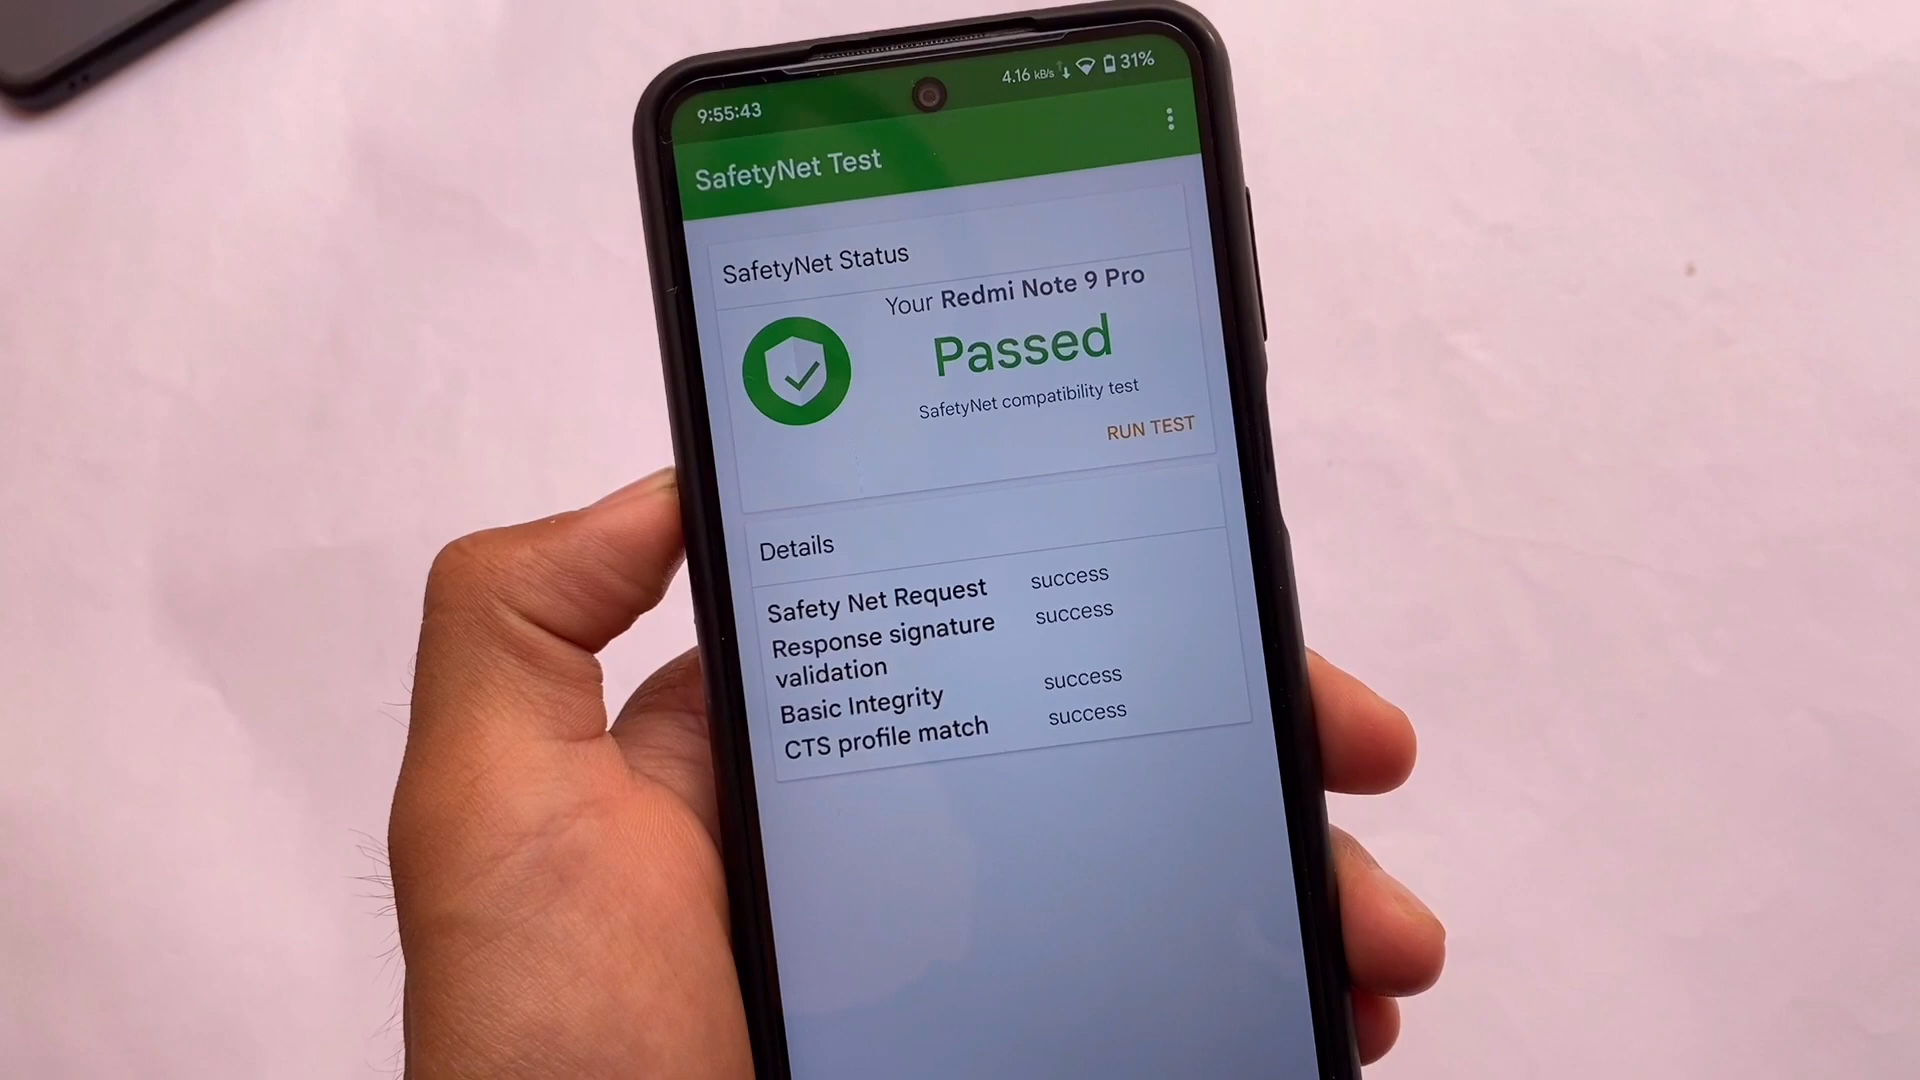 9:55:43 4.16 kB/s 31%
SafetyNet Test
SafetyNet Status
Your Redmi Note 9 Pro
Passed
SafetyNet compatibility test
RUN TEST
Details
Safety Net Request success
Response signature success
validation
Basic Integrity success
CTS profile match success